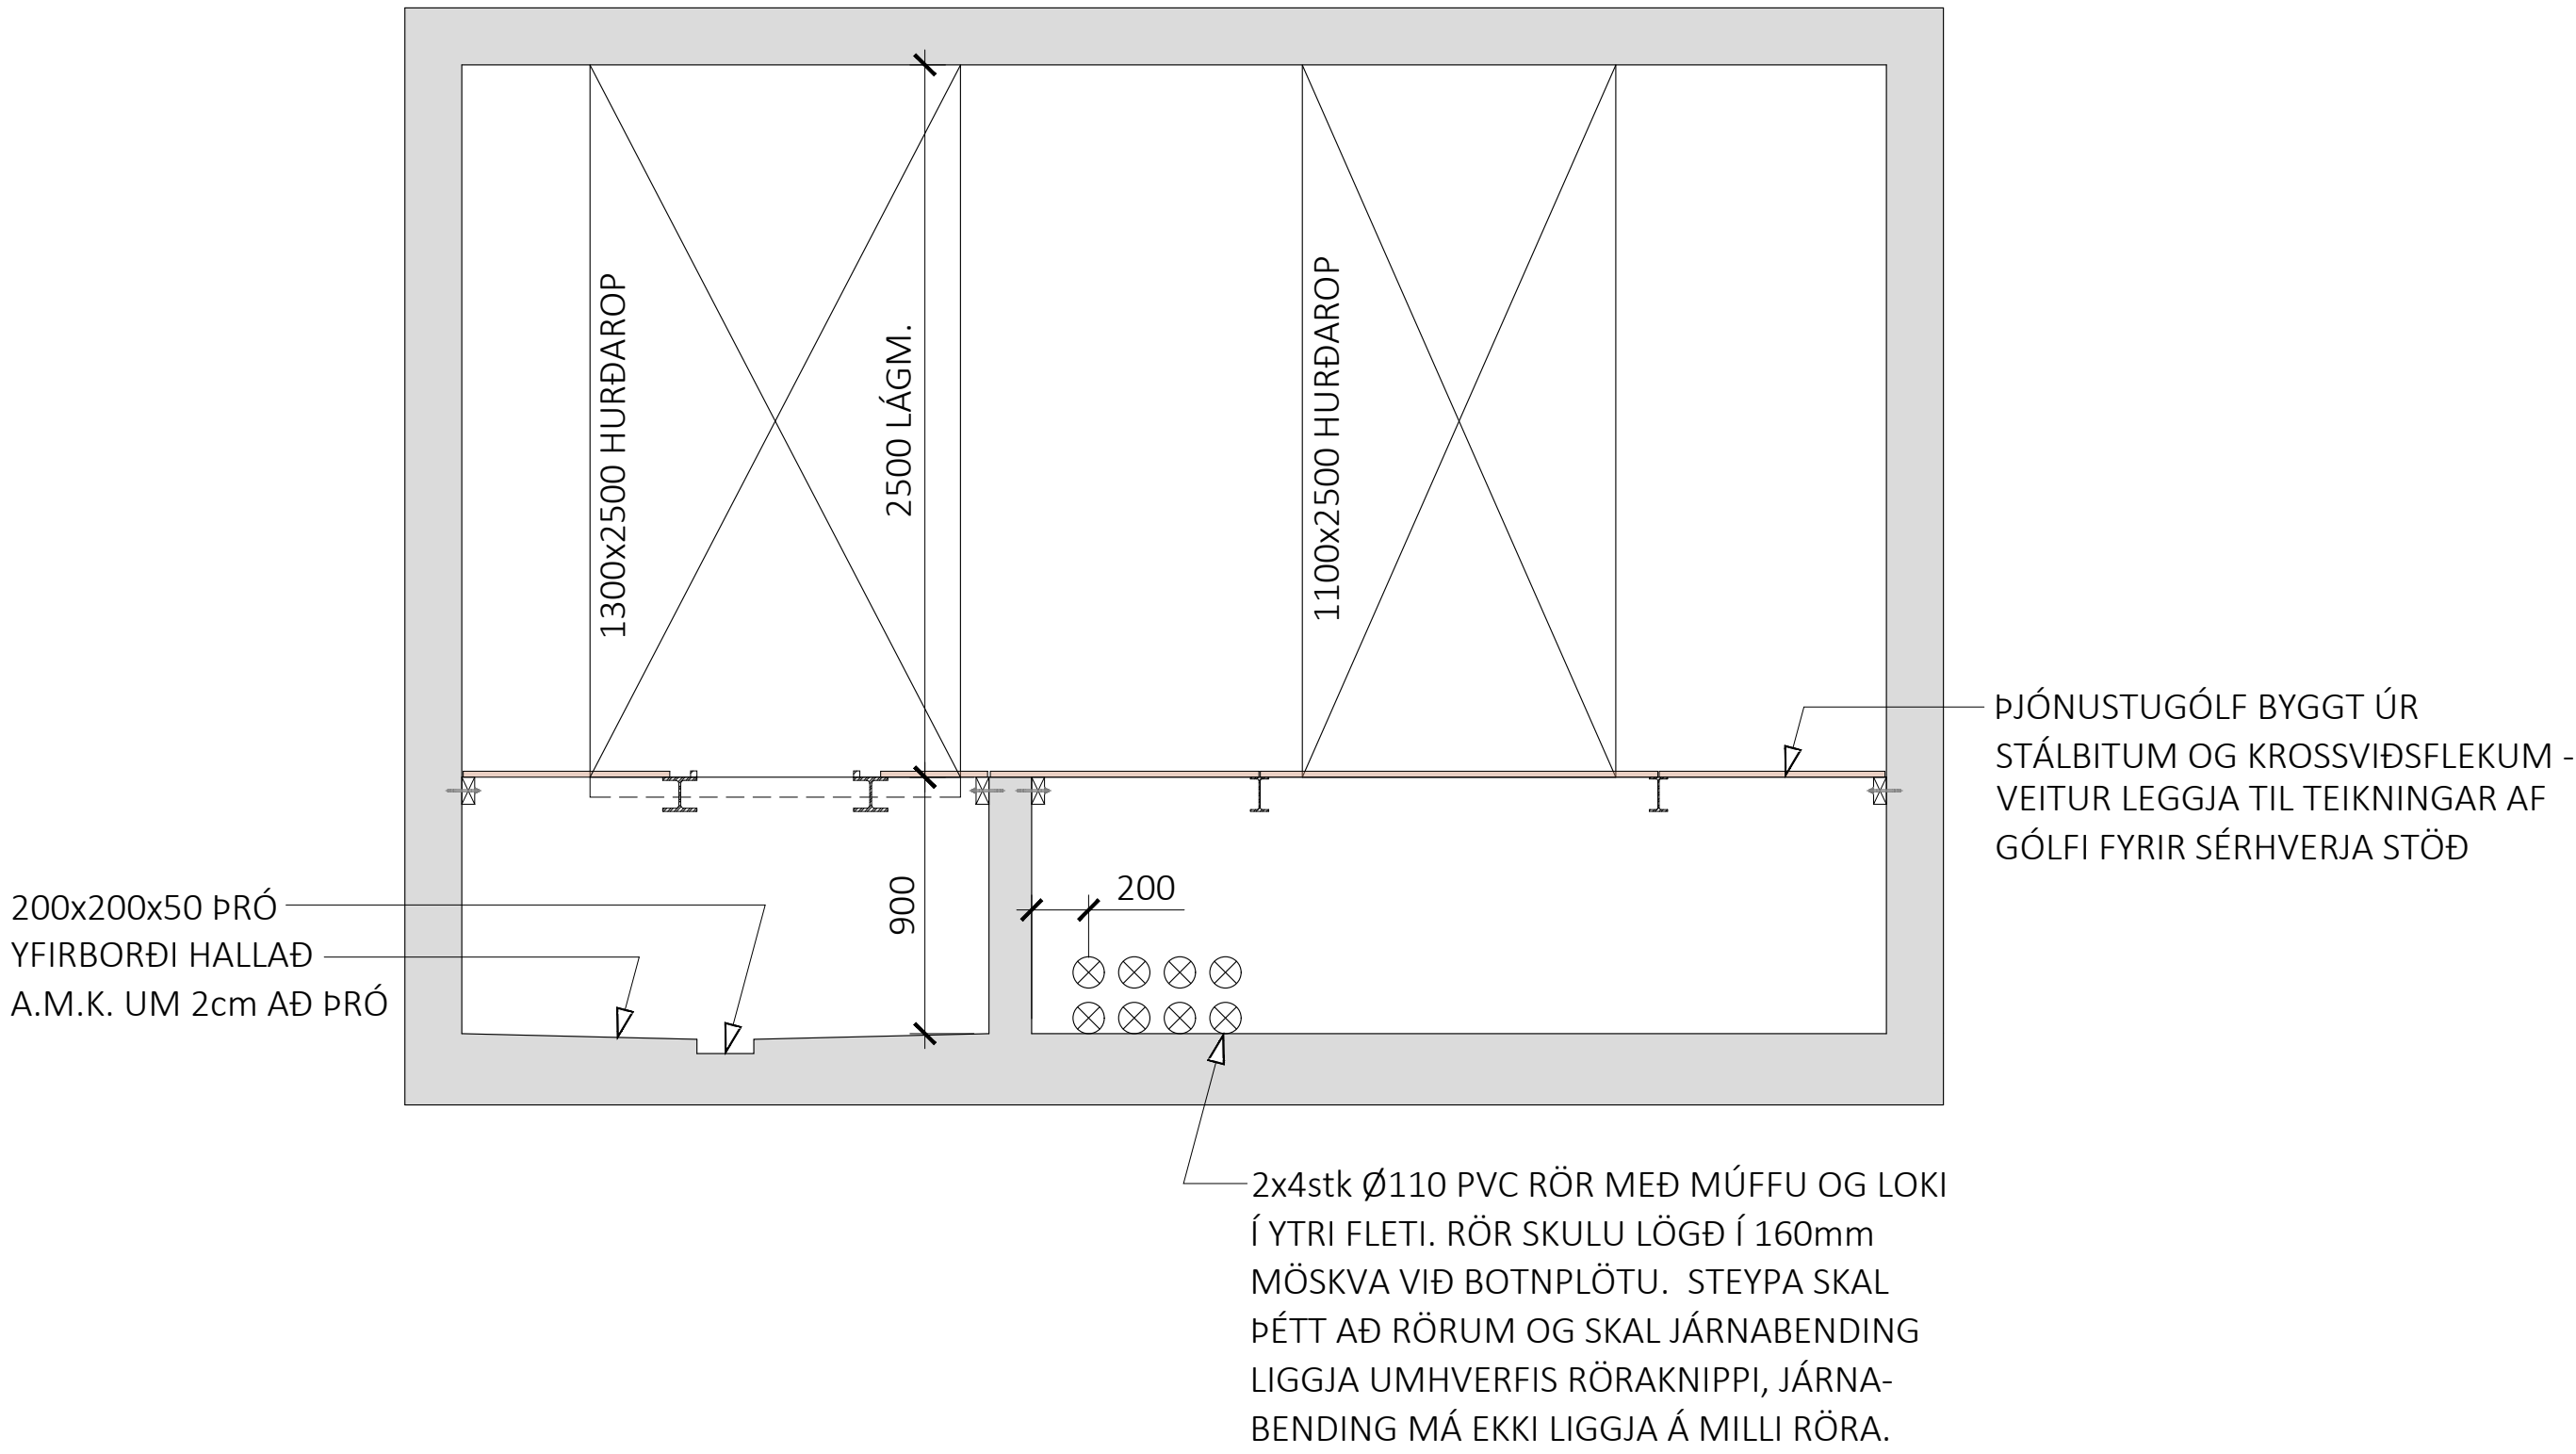 1300x2500 HURÐAROP
2500 LÁGM.
1100x2500 HURÐAROP
ÞJÓNUSTUGÓLF BYGGT ÚR
STÁLBITUM OG KROSSVIÐSFLEKUM -
VEITUR LEGGJA TIL TEIKNINGAR AF
GÓLFI FYRIR SÉRHVERJA STÖÐ
900
200
200x200x50 ÞRÓ
YFIRBORÐI HALLAÐ
A.M.K. UM 2cm AÐ ÞRÓ
2x4stk Ø110 PVC RÖR MEÐ MÚFFU OG LOKI
Í YTRI FLETI. RÖR SKULU LÖGÐ Í 160mm
MÖSKVA VIÐ BOTNPLÖTU.  STEYPA SKAL
ÞÉTT AÐ RÖRUM OG SKAL JÁRNABENDING
LIGGJA UMHVERFIS RÖRAKNIPPI, JÁRNA-
BENDING MÁ EKKI LIGGJA Á MILLI RÖRA.